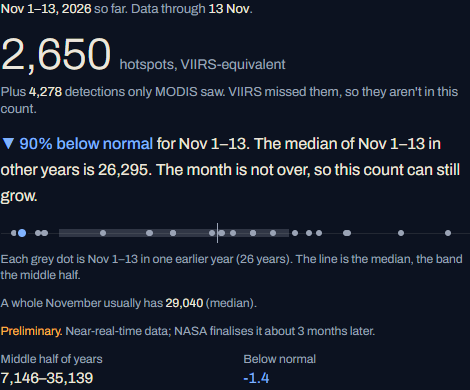 Nov 1–13, 2026 so far. Data through 13 Nov.
2,650 hotspots, VIIRS-equivalent
Plus 4,278 detections only MODIS saw. VIIRS missed them, so they aren't in this
count.
▼ 90% below normal for Nov 1–13. The median of Nov 1–13 in
other years is 26,295. The month is not over, so this count can still
grow.
Each grey dot is Nov 1–13 in one earlier year (26 years). The line is the median, the band
the middle half.
A whole November usually has 29,040 (median).
Preliminary. Near-real-time data; NASA finalises it about 3 months later.
Middle half of years
Below normal
7,146–35,139
-1.4